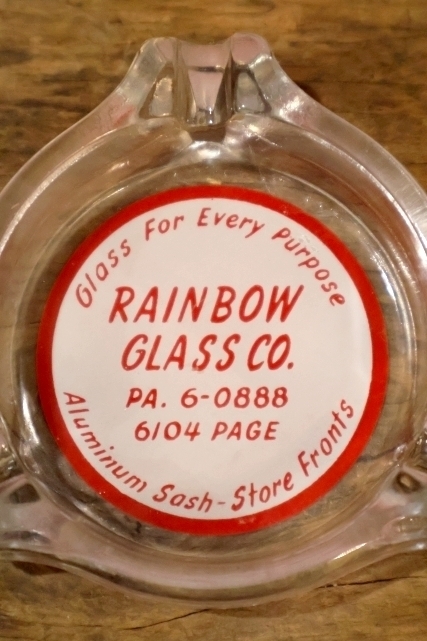 Glass For Every Purpose
RAINBOW
GLASS CO.
PA. 6-0888
6104 PAGE
Aluminum Sash-Store Fronts